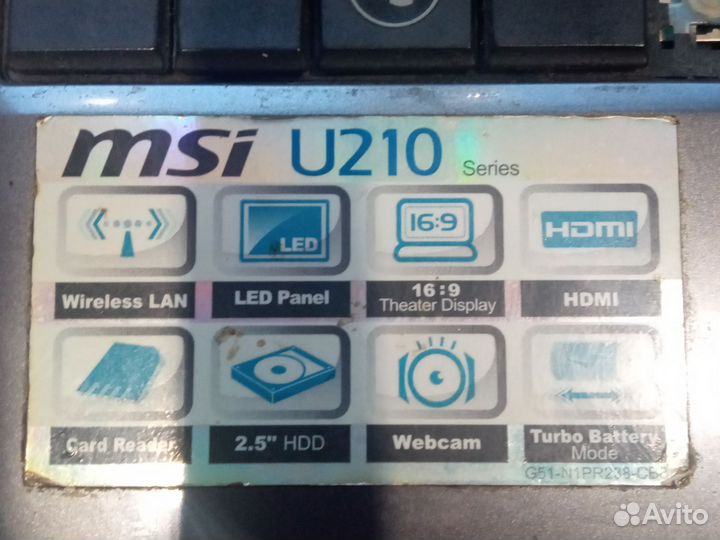 msi U210 Series
LED
16:9
HDMI
Wireless LAN
LED Panel
16:9
Theater Display
HDMI
Card Reader
2.5" HDD
Webcam
Turbo Battery
Mode
Avito